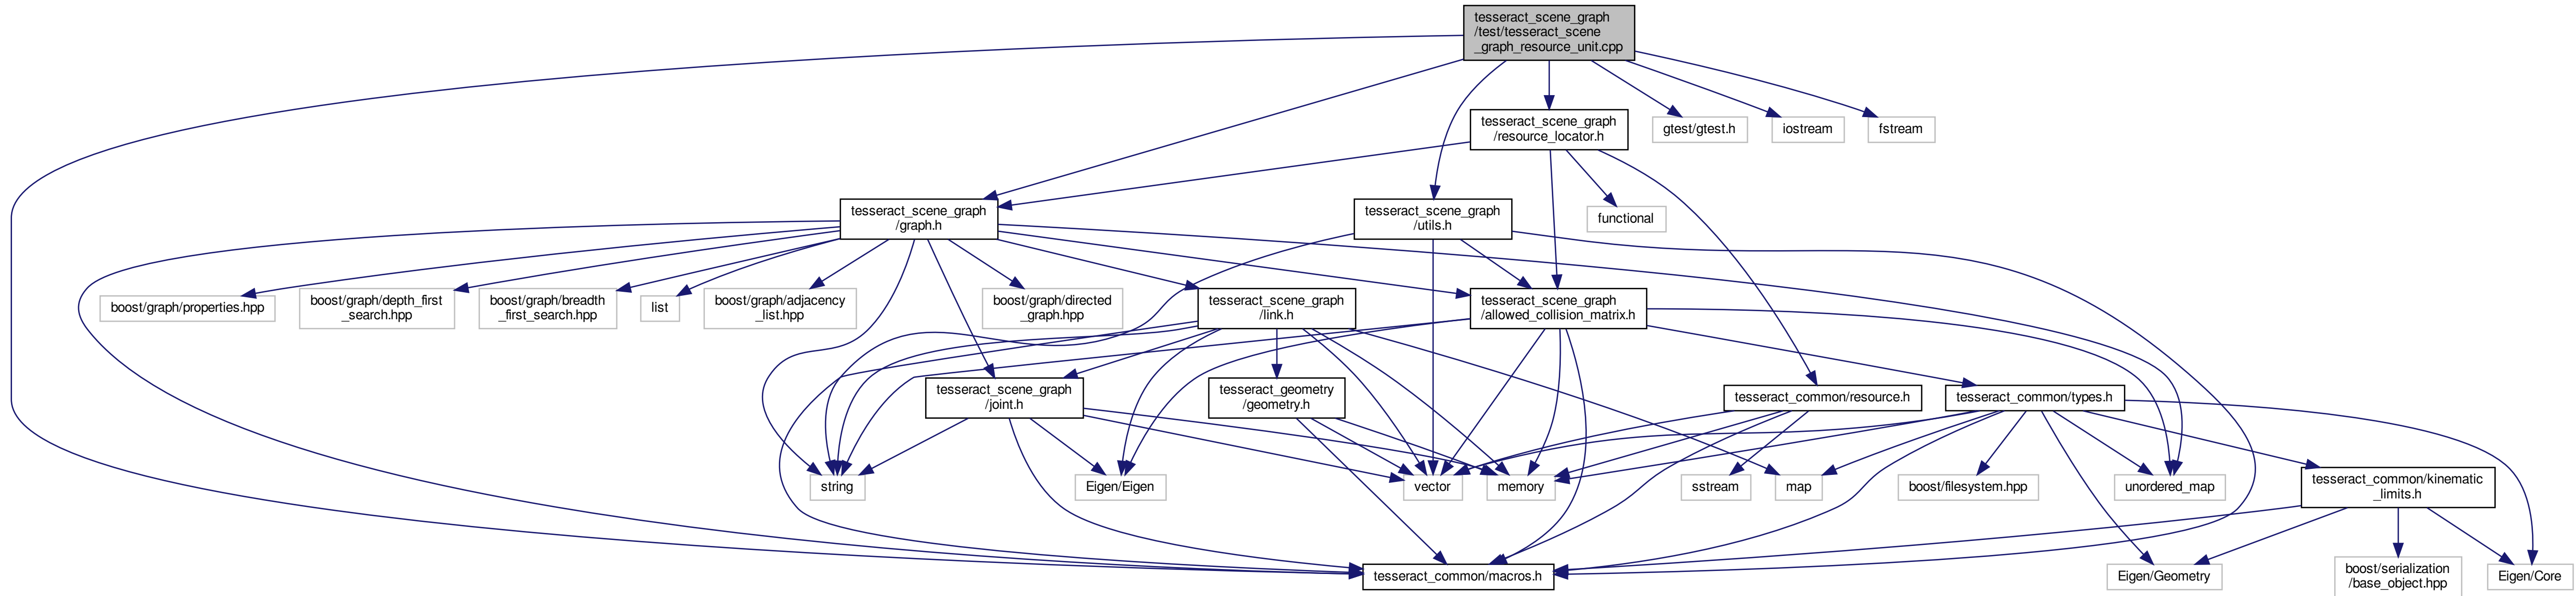 tesseract_scene_graph
/test/tesseract_scene
_graph_resource_unit.cpp
tesseract_scene_graph
/resource_locator.h
gtest/gtest.h
iostream
fstream
tesseract_scene_graph
/graph.h
tesseract_scene_graph
/utils.h
functional
boost/graph/properties.hpp
boost/graph/depth_first
_search.hpp
boost/graph/breadth
_first_search.hpp
list
boost/graph/adjacency
_list.hpp
boost/graph/directed
_graph.hpp
tesseract_scene_graph
/link.h
tesseract_scene_graph
/allowed_collision_matrix.h
tesseract_scene_graph
/joint.h
tesseract_geometry
/geometry.h
tesseract_common/resource.h
tesseract_common/types.h
string
Eigen/Eigen
vector
memory
sstream
map
boost/filesystem.hpp
unordered_map
tesseract_common/kinematic
_limits.h
tesseract_common/macros.h
Eigen/Geometry
boost/serialization
/base_object.hpp
Eigen/Core